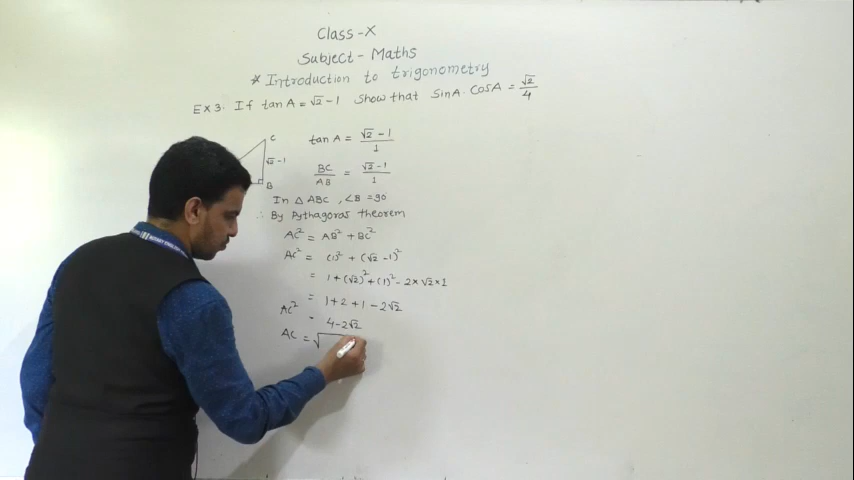 Class-X
Subject - Maths
* Introduction to trigonometry
Ex 3. If tan A = √2 - 1 Show that SinA. CosA = √2/4
C
√2 - 1
B
tan A = √2 - 1 / 1
BC/AB = √2 - 1 / 1
In △ ABC, ∠B = 90°
∴ By Pythagoras theorem
AC² = AB² + BC²
AC² = (1)² + (√2 - 1)²
= 1 + (√2)² + (1)² - 2 × √2 × 1
= 1 + 2 + 1 - 2√2
AC² = 4 - 2√2
AC = √